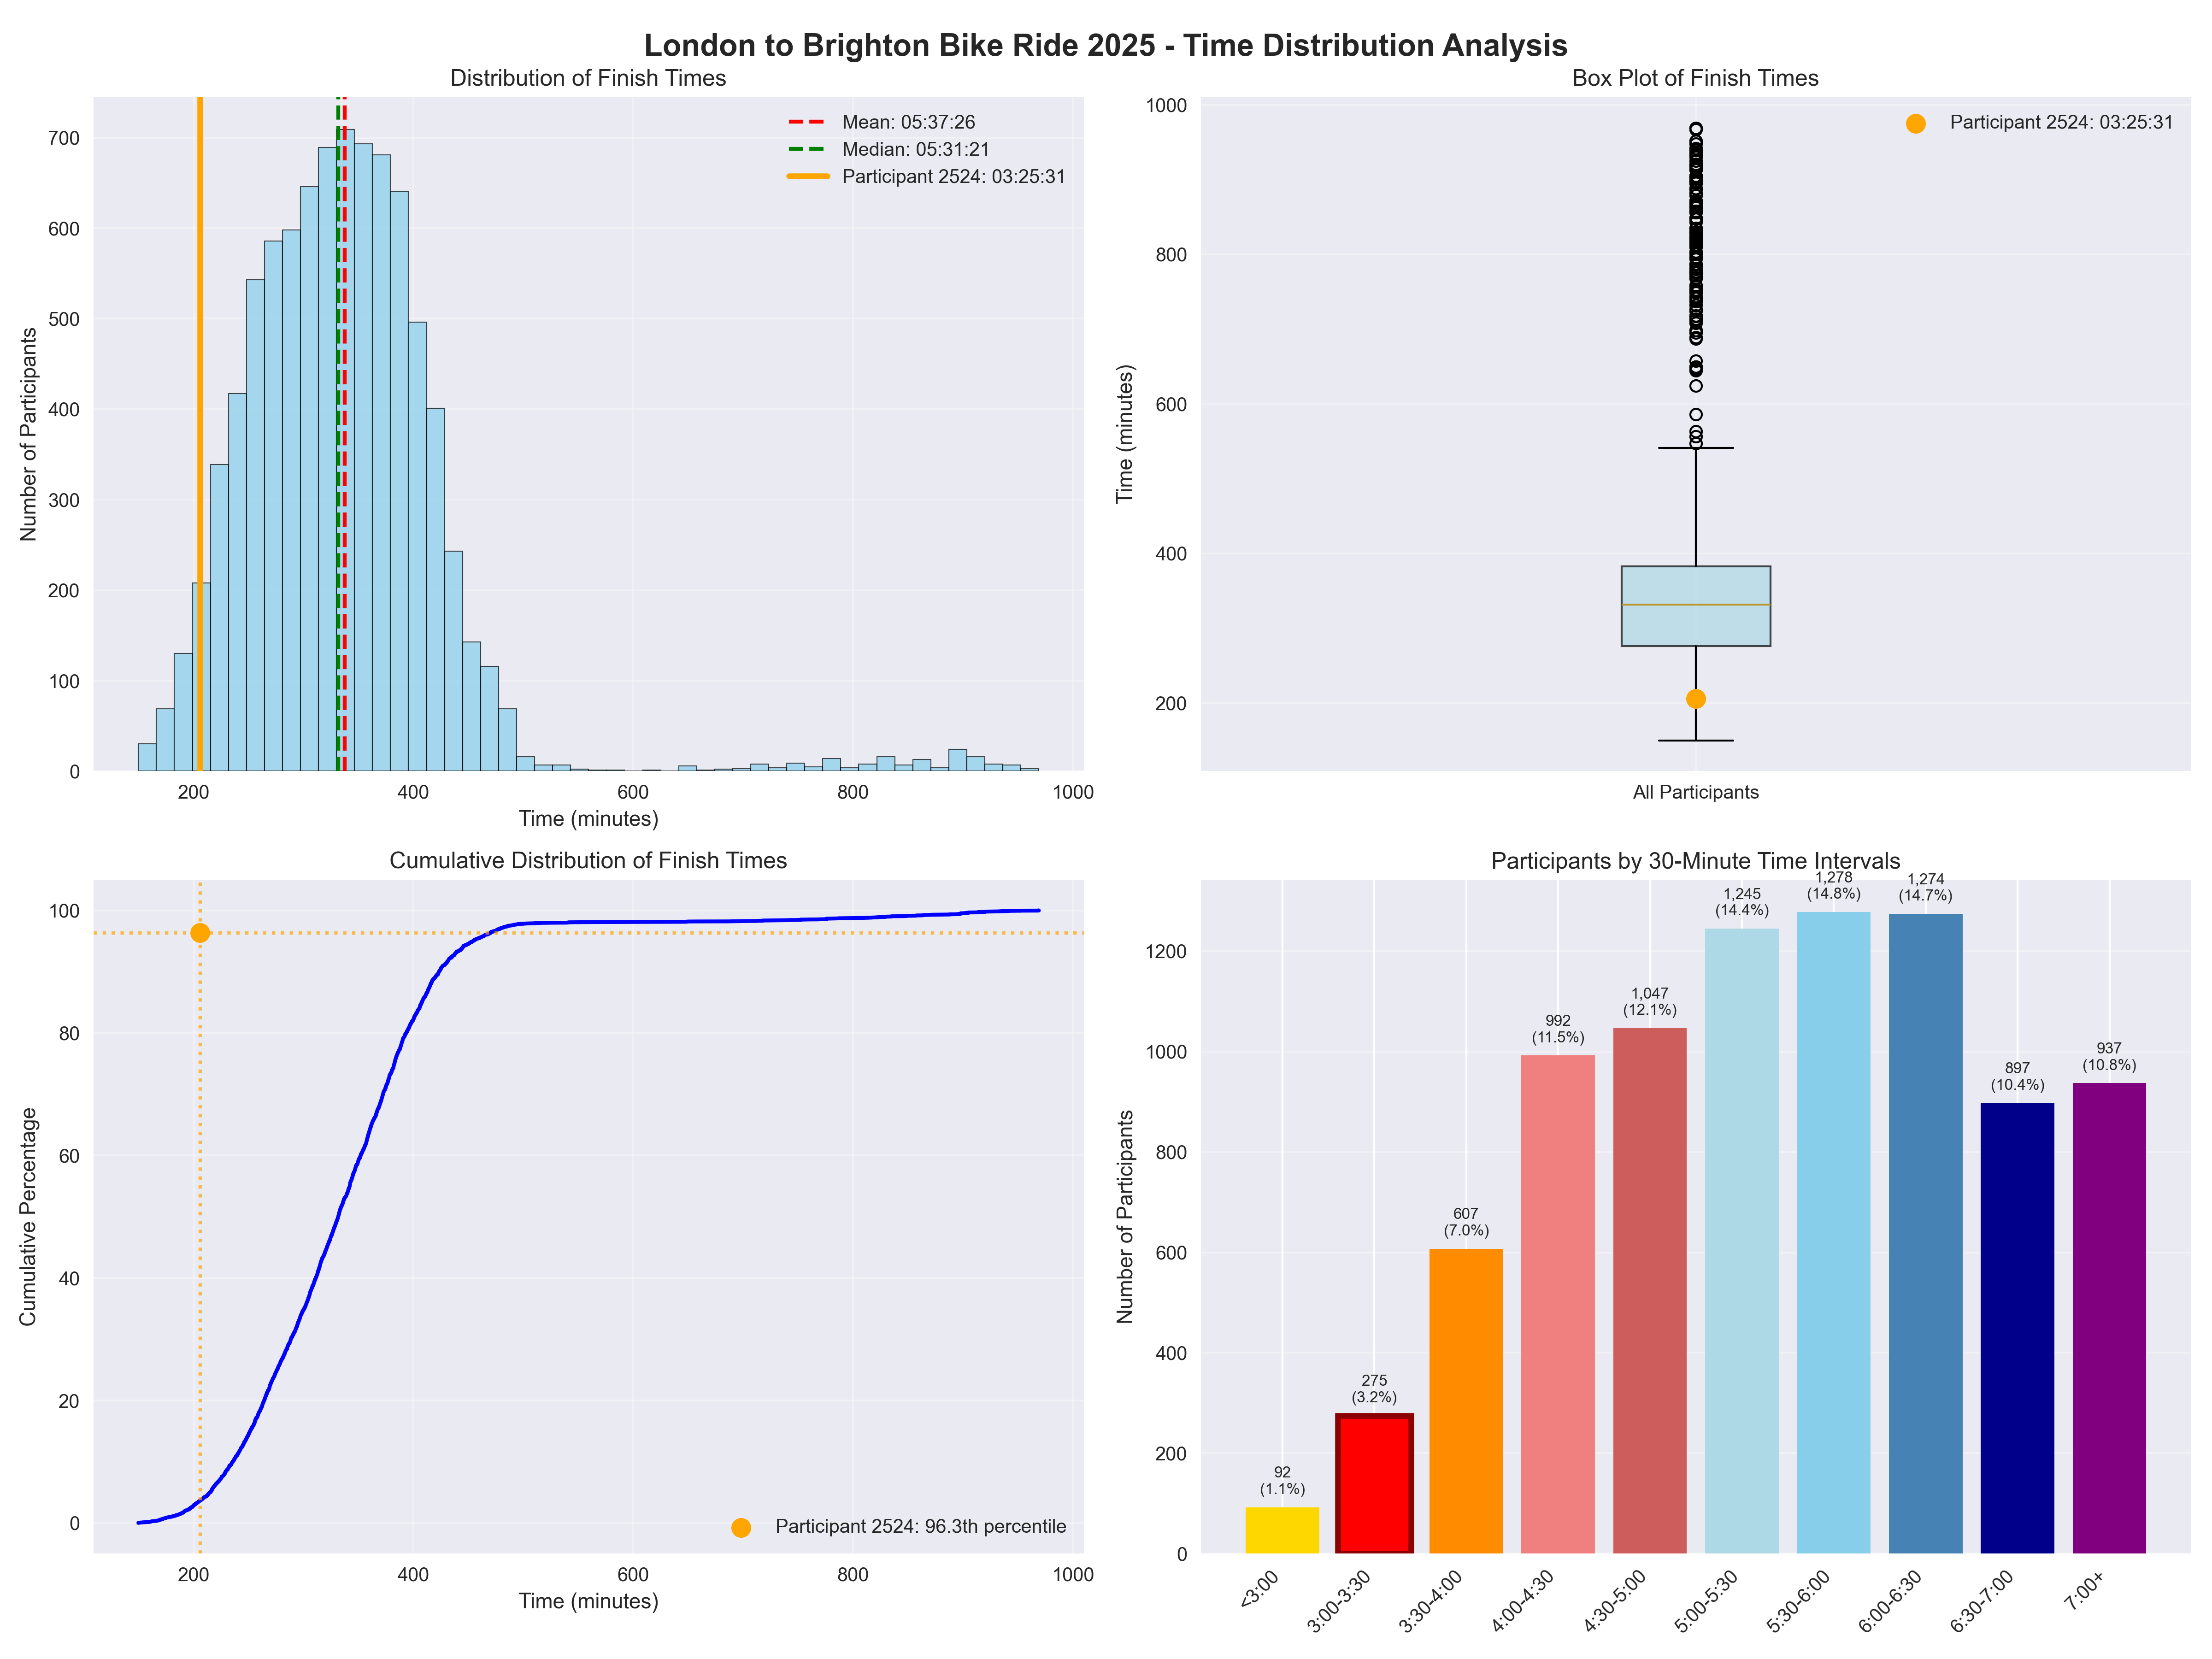 London to Brighton Bike Ride 2025 - Time Distribution Analysis
Distribution of Finish Times
Number of Participants
700
600
500
400
300
200
100
0
Mean: 05:37:26
Median: 05:31:21
Participant 2524: 03:25:31
200 400 600 800 1000
Time (minutes)
Box Plot of Finish Times
Time (minutes)
1000
800
600
400
200
Participant 2524: 03:25:31
All Participants
Cumulative Distribution of Finish Times
Cumulative Percentage
100
80
60
40
20
0
Participant 2524: 96.3th percentile
200 400 600 800 1000
Time (minutes)
Participants by 30-Minute Time Intervals
Number of Participants
1200
1000
800
600
400
200
0
92
(1.1%)
275
(3.2%)
607
(7.0%)
992
(11.5%)
1,047
(12.1%)
1,245
(14.4%)
1,278
(14.8%)
1,274
(14.7%)
897
(10.4%)
937
(10.8%)
<3:00
3:00-3:30
3:30-4:00
4:00-4:30
4:30-5:00
5:00-5:30
5:30-6:00
6:00-6:30
6:30-7:00
7:00+